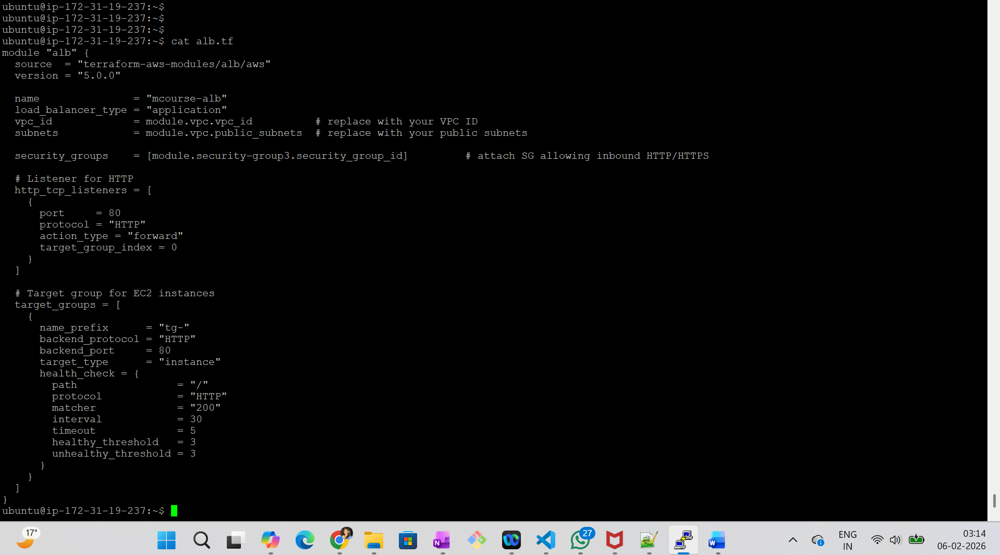 ubuntu@ip-172-31-19-237:~$
ubuntu@ip-172-31-19-237:~$
ubuntu@ip-172-31-19-237:~$
ubuntu@ip-172-31-19-237:~$ cat alb.tf
module "alb" {
  source  = "terraform-aws-modules/alb/aws"
  version = "5.0.0"

  name               = "mcourse-alb"
  load_balancer_type = "application"
  vpc_id             = module.vpc.vpc_id          # replace with your VPC ID
  subnets            = module.vpc.public_subnets  # replace with your public subnets

  security_groups    = [module.security-group3.security_group_id]         # attach SG allowing inbound HTTP/HTTPS

  # Listener for HTTP
  http_tcp_listeners = [
    {
      port     = 80
      protocol = "HTTP"
      action_type = "forward"
      target_group_index = 0
    }
  ]

  # Target group for EC2 instances
  target_groups = [
    {
      name_prefix      = "tg-"
      backend_protocol = "HTTP"
      backend_port     = 80
      target_type      = "instance"
      health_check = {
        path                = "/"
        protocol            = "HTTP"
        matcher             = "200"
        interval            = 30
        timeout             = 5
        healthy_threshold   = 3
        unhealthy_threshold = 3
      }
    }
  ]
}
ubuntu@ip-172-31-19-237:~$
17°
N
27
W
ENG
IN
03:14
06-02-2026